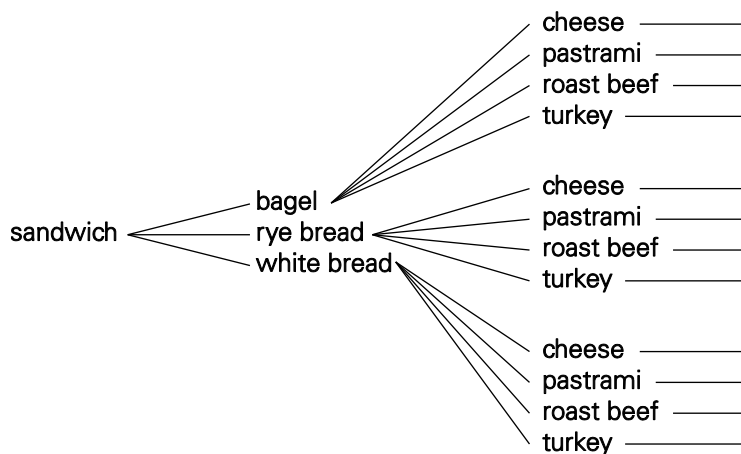 sandwich
bagel
rye bread
white bread
cheese
pastrami
roast beef
turkey
cheese
pastrami
roast beef
turkey
cheese
pastrami
roast beef
turkey